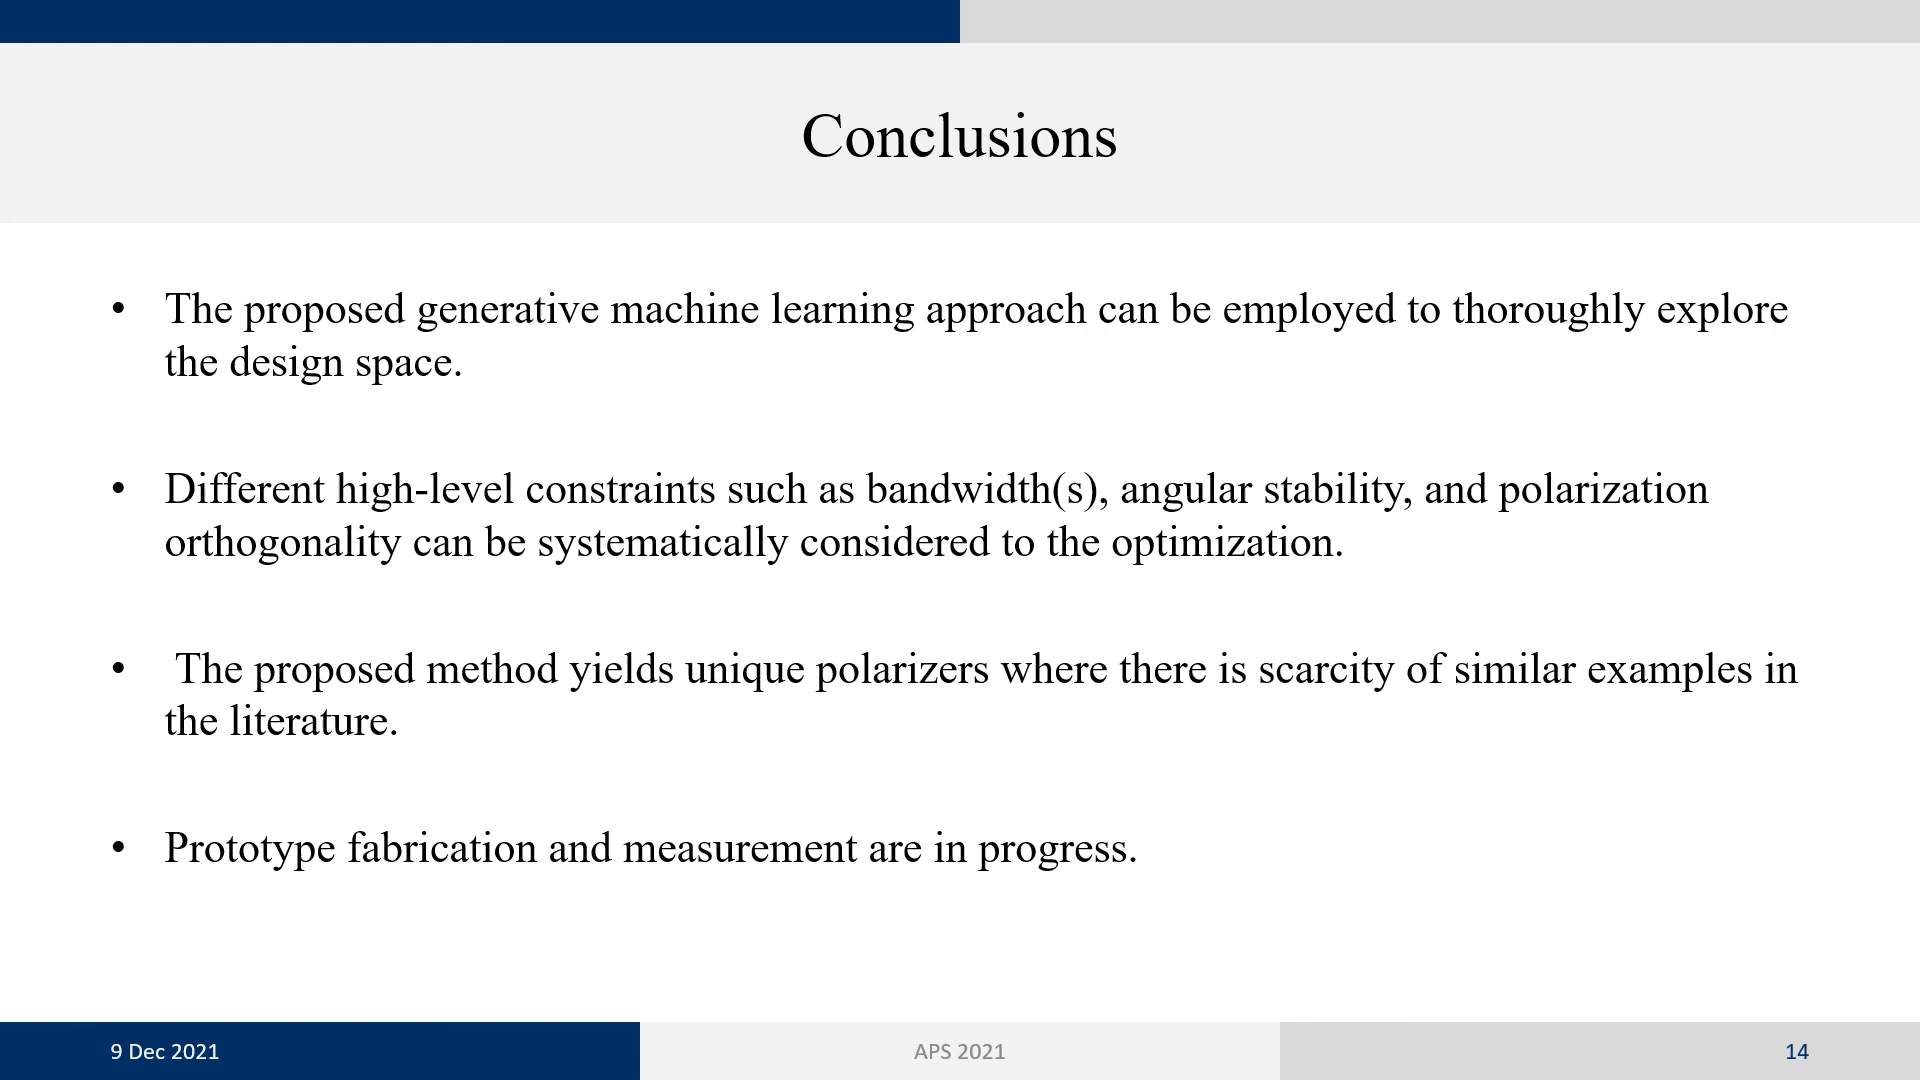 Conclusions
• The proposed generative machine learning approach can be employed to thoroughly explore
the design space.
• Different high-level constraints such as bandwidth(s), angular stability, and polarization
orthogonality can be systematically considered to the optimization.
• The proposed method yields unique polarizers where there is scarcity of similar examples in
the literature.
• Prototype fabrication and measurement are in progress.
9 Dec 2021
APS 2021
14